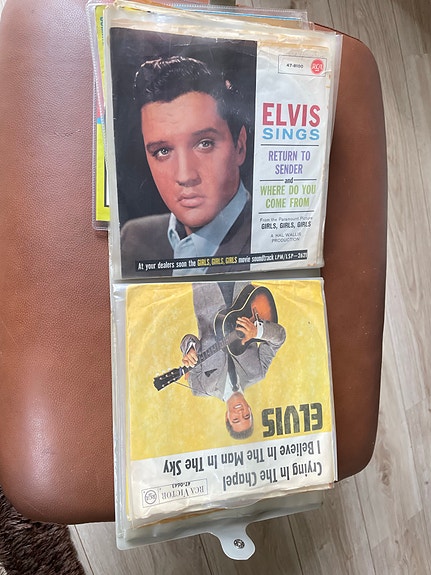 47-8100
RCA
ELVIS
SINGS
RETURN TO
SENDER
and
WHERE DO YOU
COME FROM
From the Paramount Picture
GIRLS, GIRLS, GIRLS
A HAL WALLIS
PRODUCTION
At your dealers soon the GIRLS, GIRLS, GIRLS movie soundtrack LPM/LSP—2621
RCA VICTOR
47-0643
Crying In The Chapel
I Believe In The Man In The Sky
ELVIS